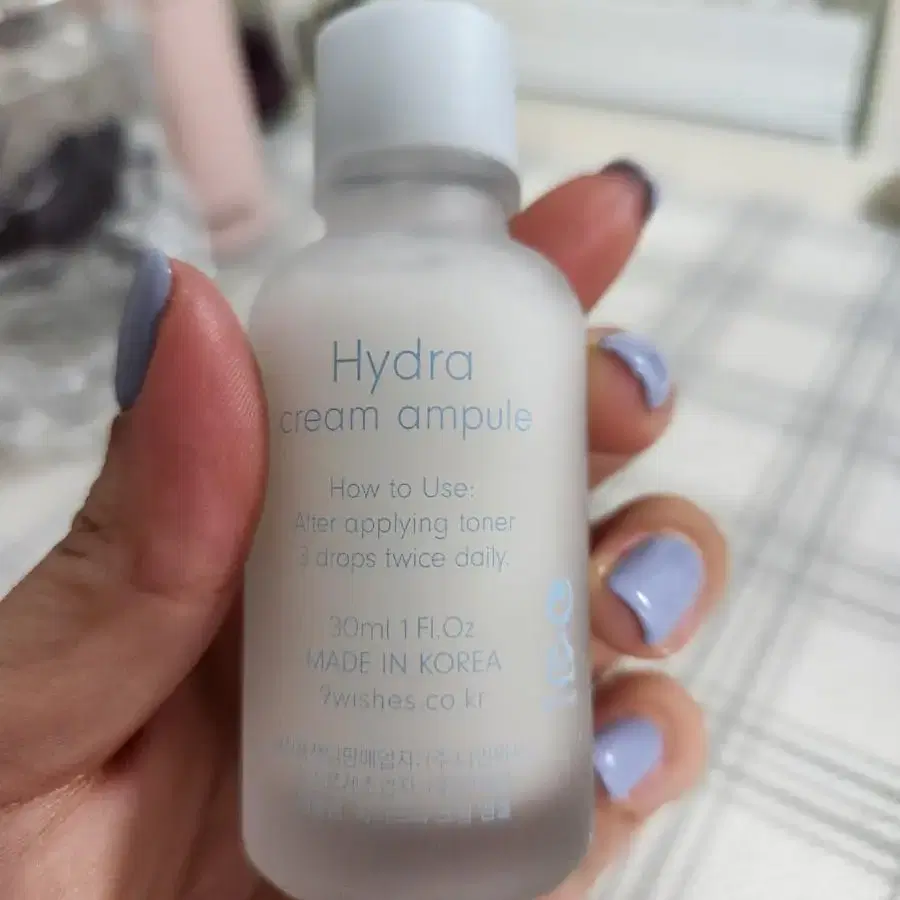 Hydra
cream ampule
How to Use:
After applying toner
3 drops twice daily.
30ml 1 Fl.Oz
MADE IN KOREA
9wishes.co.kr